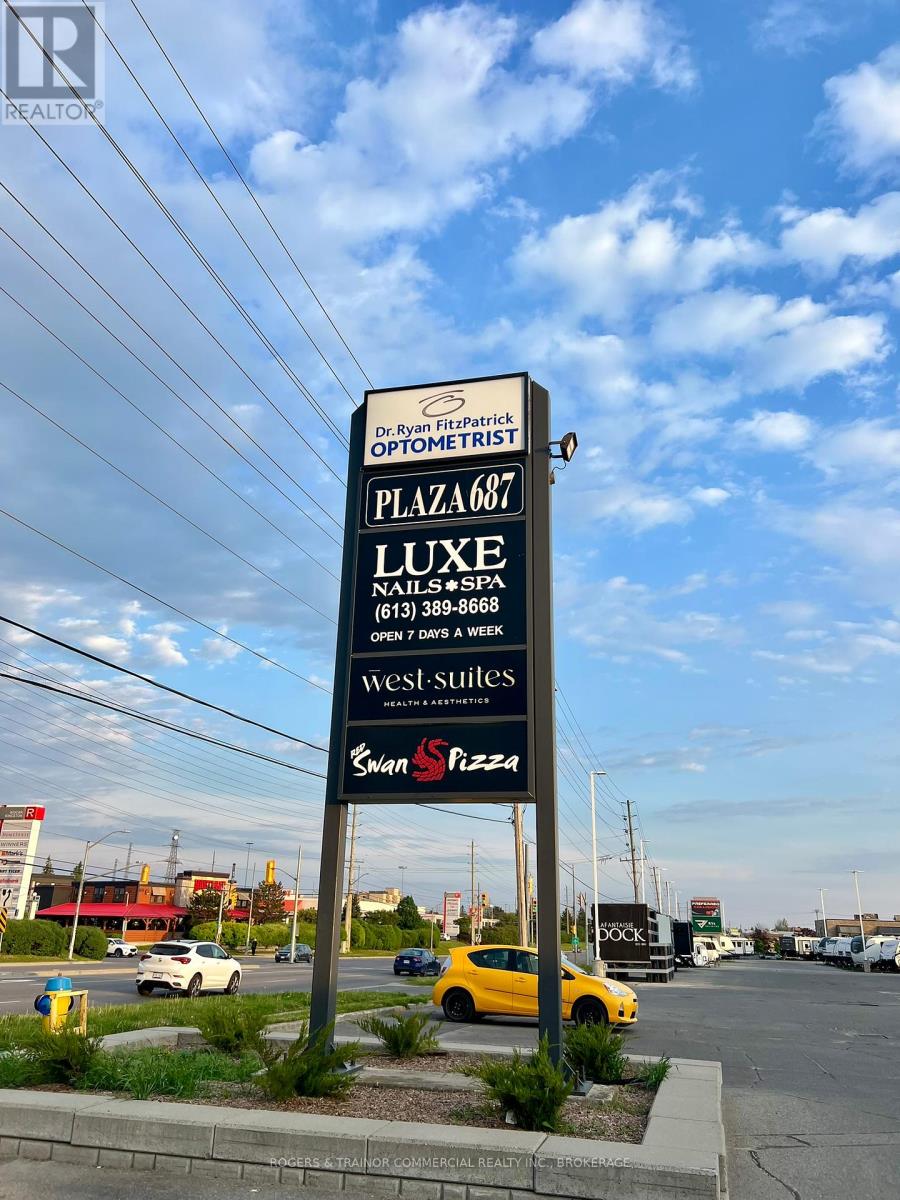 R
REALTOR®
Dr. Ryan FitzPatrick
OPTOMETRIST
PLAZA 687
LUXE
NAILS✱SPA
(613) 389-8668
OPEN 7 DAYS A WEEK
west·suites
HEALTH & AESTHETICS
RED
Swan Pizza
R
WINNERS
DOCK
ROGERS & TRAINOR COMMERCIAL REALTY INC., BROKERAGE